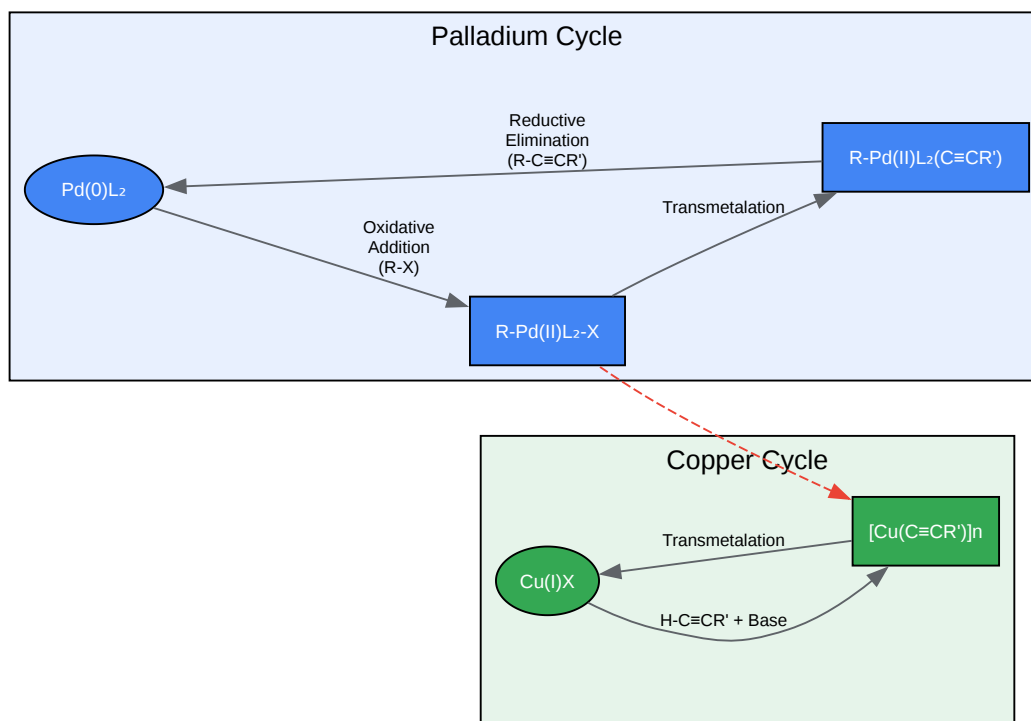 Palladium Cycle
Reductive
Elimination
(R-C≡CR')
R-Pd(II)L₂(C≡CR')
Pd(0)L₂
Transmetalation
Oxidative
Addition
(R-X)
R-Pd(II)L₂-X
Copper Cycle
[Cu(C≡CR')]n
Transmetalation
Cu(I)X
H-C≡CR' + Base